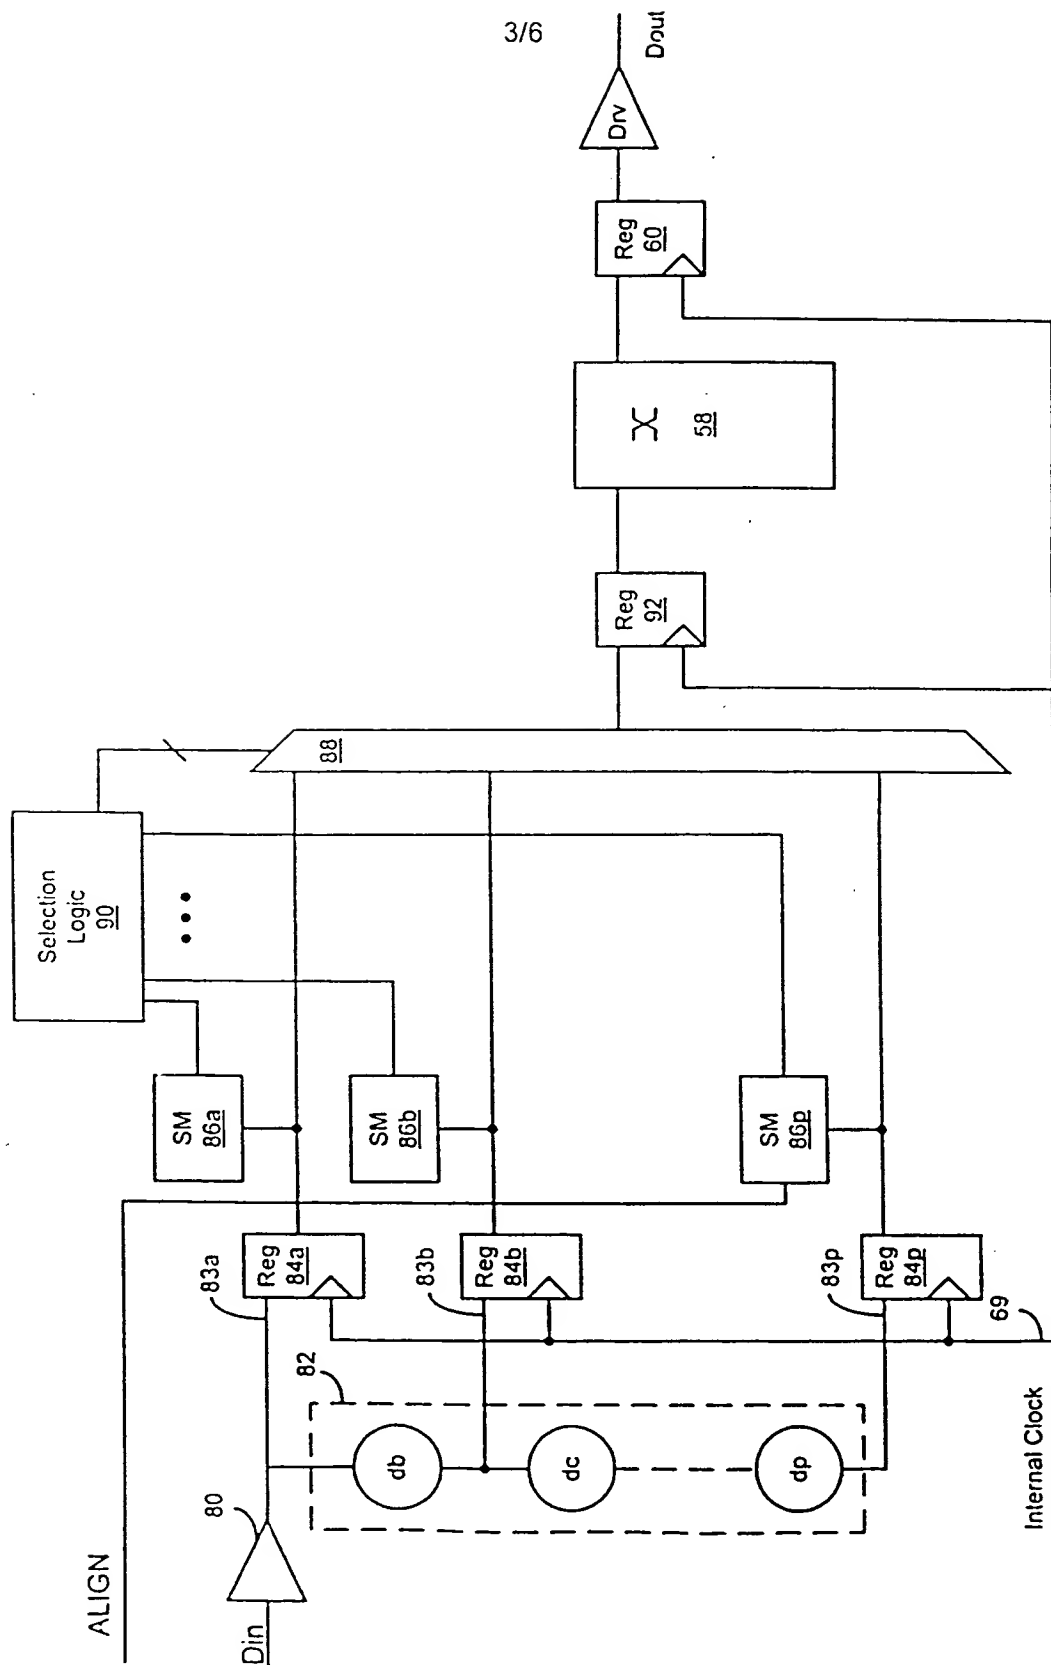 3/6
ALIGN
Din
80
82
db
dc
dp
83a
83b
83p
Reg
84a
Reg
84b
Reg
84p
69
Internal Clock
SM
86a
SM
86b
SM
86p
Selection
Logic
90
88
Reg
92
58
Reg
60
Drv
Dout